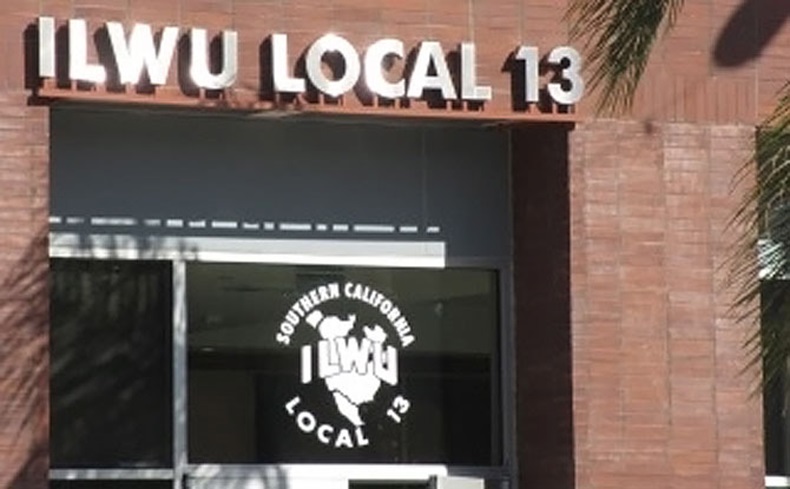 ILWU LOCAL 13
SOUTHERN CALIFORNIA
ILWU
LOCAL 13